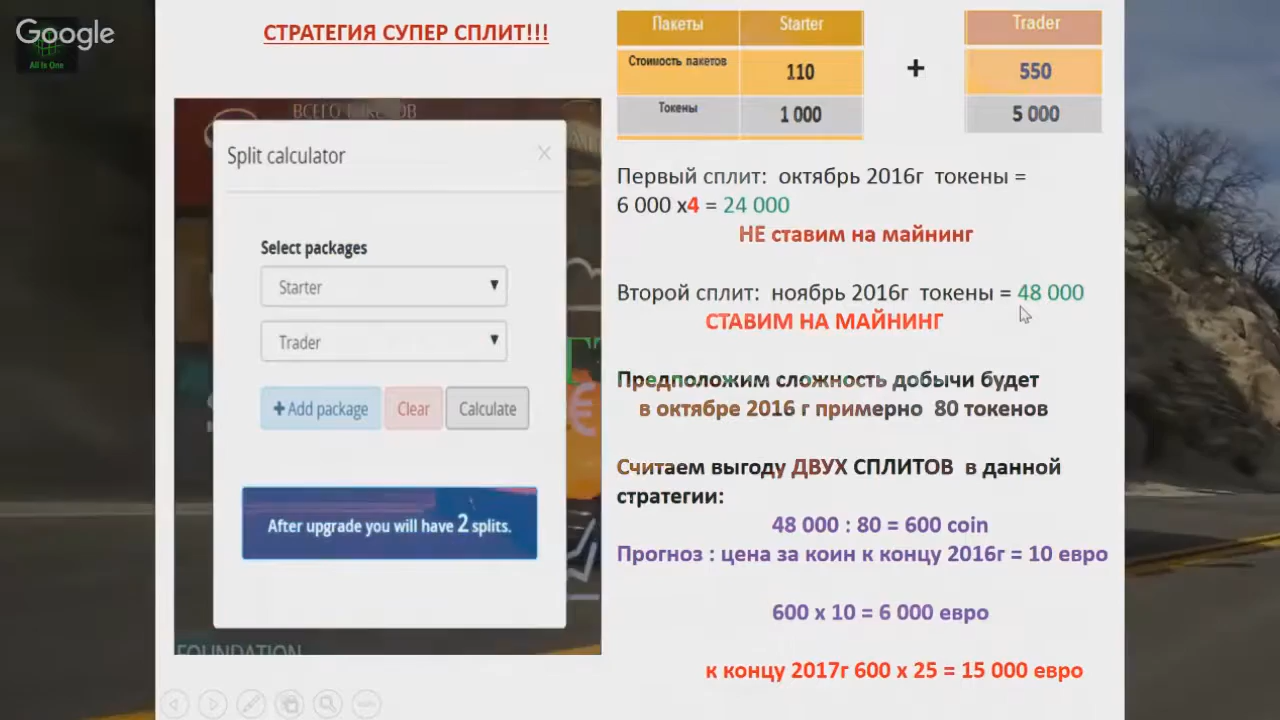 Google
All In One
СТРАТЕГИЯ СУПЕР СПЛИТ!!!
Пакеты Starter
Стоимость пакетов 110
Токены 1 000
+
Trader
550
5 000
ВСЕГО ПАКЕТОВ
Split calculator
Select packages
Starter
Trader
+ Add package Clear Calculate
After upgrade you will have 2 splits.
FOUNDATION
Первый сплит: октябрь 2016г токены =
6 000 x4 = 24 000
НЕ ставим на майнинг
Второй сплит: ноябрь 2016г токены = 48 000
СТАВИМ НА МАЙНИНГ
Предположим сложность добычи будет
в октябре 2016 г примерно 80 токенов
Считаем выгоду ДВУХ СПЛИТОВ в данной
стратегии:
48 000 : 80 = 600 coin
Прогноз : цена за коин к концу 2016г = 10 евро
600 x 10 = 6 000 евро
к концу 2017г 600 x 25 = 15 000 евро